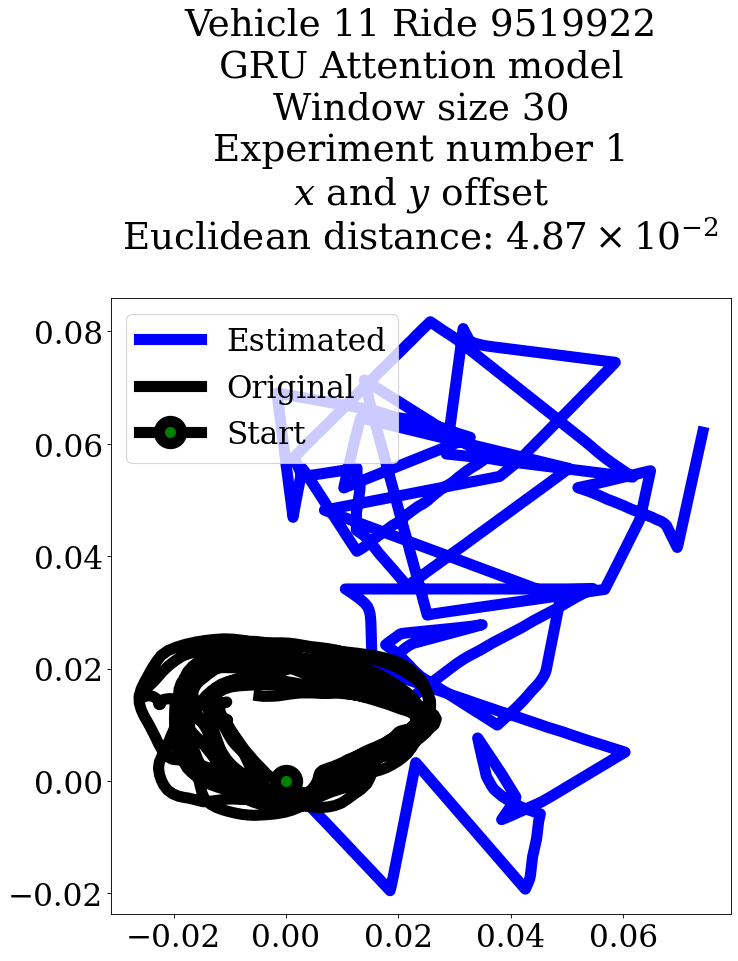 Vehicle 11 Ride 9519922
GRU Attention model
Window size 30
Experiment number 1
x and y offset
Euclidean distance: 4.87 × 10⁻²
Estimated
Original
Start
0.08
0.06
0.04
0.02
0.00
−0.02
−0.02 0.00 0.02 0.04 0.06